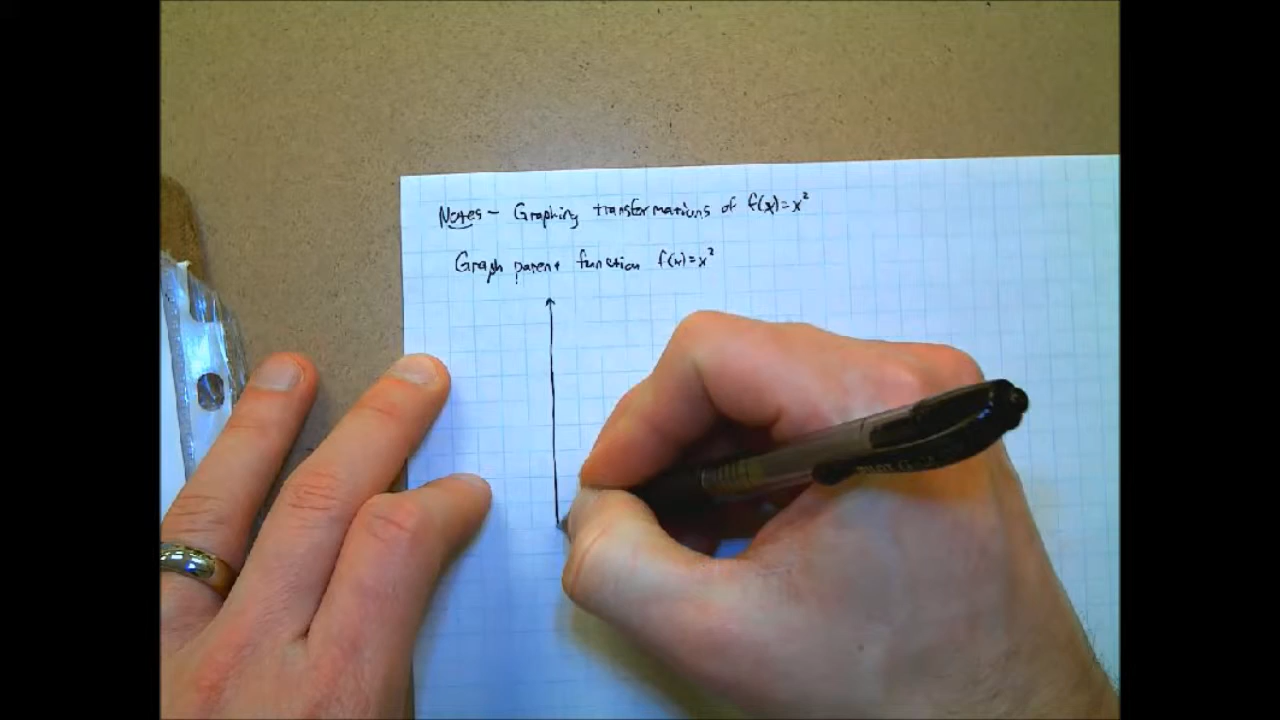 Notes - Graphing transformations of f(x)=x²
Graph parent function f(x)=x²